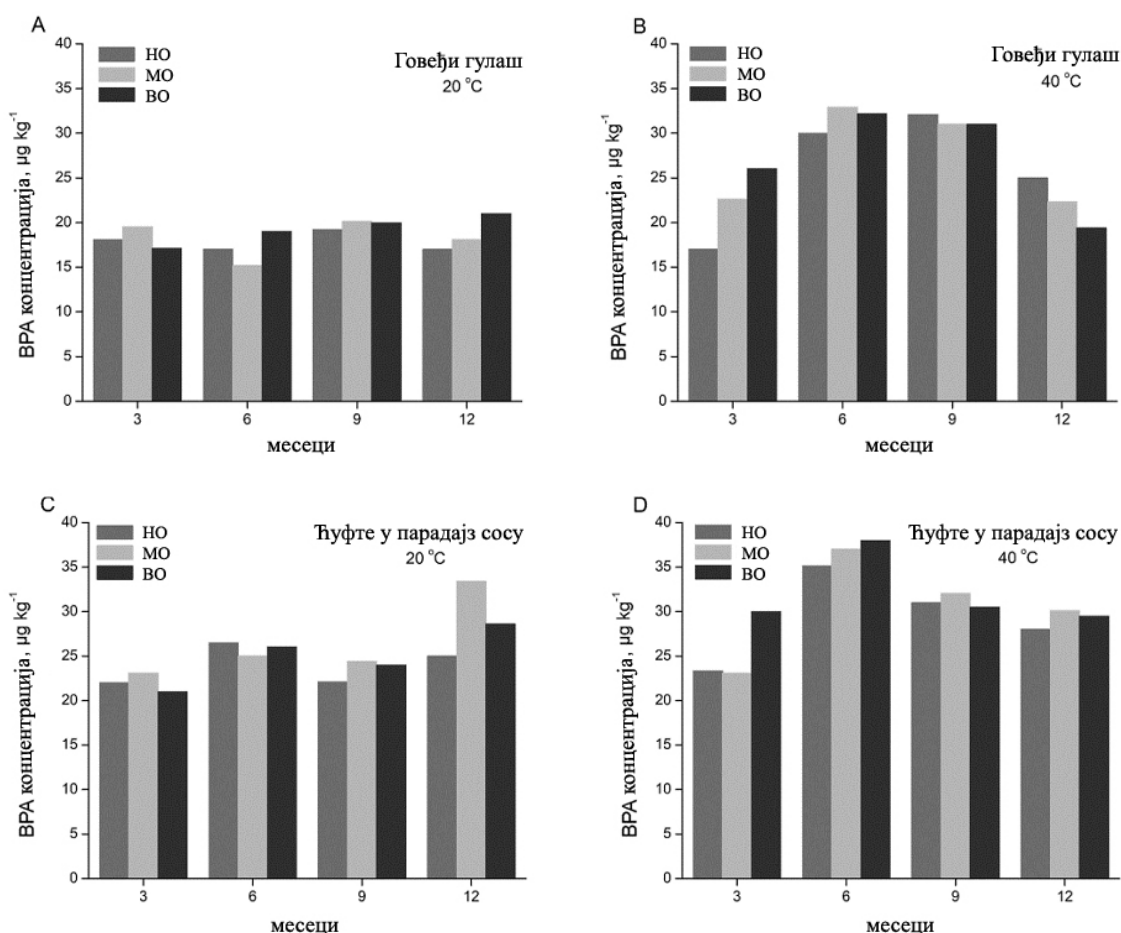 A
40
35
30
25
20
15
10
5
0
BPA концентрација, µg kg⁻¹
НО
МО
ВО
Говеђи гулаш
20 °C
3 6 9 12
месеци
B
40
35
30
25
20
15
10
5
0
BPA концентрација, µg kg⁻¹
НО
МО
ВО
Говеђи гулаш
40 °C
3 6 9 12
месеци
C
40
35
30
25
20
15
10
5
0
BPA концентрација, µg kg⁻¹
НО
МО
ВО
Ћуфте у парадајз сосу
20 °C
3 6 9 12
месеци
D
40
35
30
25
20
15
10
5
0
BPA концентрација, µg kg⁻¹
НО
МО
ВО
Ћуфте у парадајз сосу
40 °C
3 6 9 12
месеци